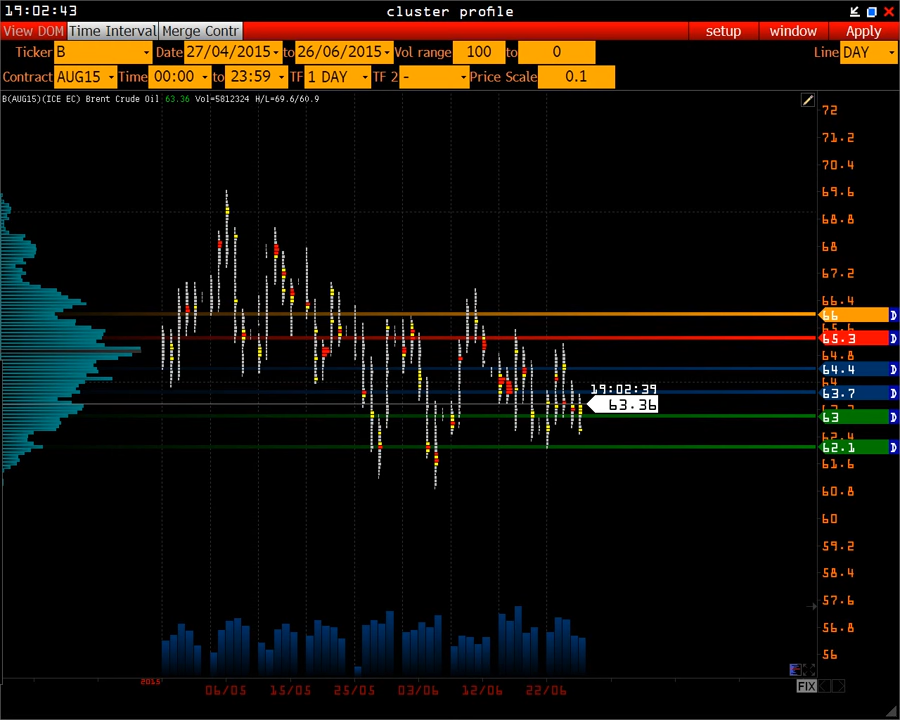 19:02:43 cluster profile
View DOM Time Interval Merge Contr setup window Apply
Ticker B Date 27/04/2015 to 26/06/2015 Vol range 100 to 0 Line DAY
Contract AUG15 Time 00:00 to 23:59 TF 1 DAY TF 2 - Price Scale 0.1
B(AUG15)(ICE EC) Brent Crude Oil 63.36 Vol=5812324 H/L=69.6/60.9
72
71.2
70.4
69.6
68.8
68
67.2
66.4
66 D
65.3 D
64.8
64.4 D
64
19:02:39
63.7 D
63.36
63 D
62.4
62.1 D
61.6
60.8
60
59.2
58.4
57.6
56.8
56
FIX
2015
06/05 15/05 25/05 03/06 12/06 22/06